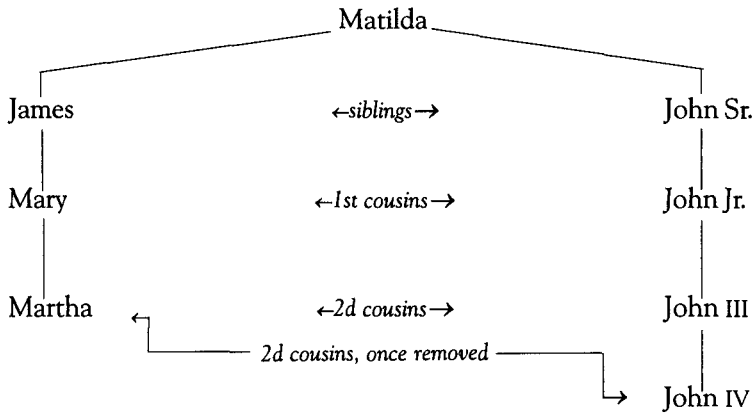 Matilda
James ←siblings→ John Sr.
Mary ←1st cousins→ John Jr.
Martha ←2d cousins→ John III
2d cousins, once removed
John IV